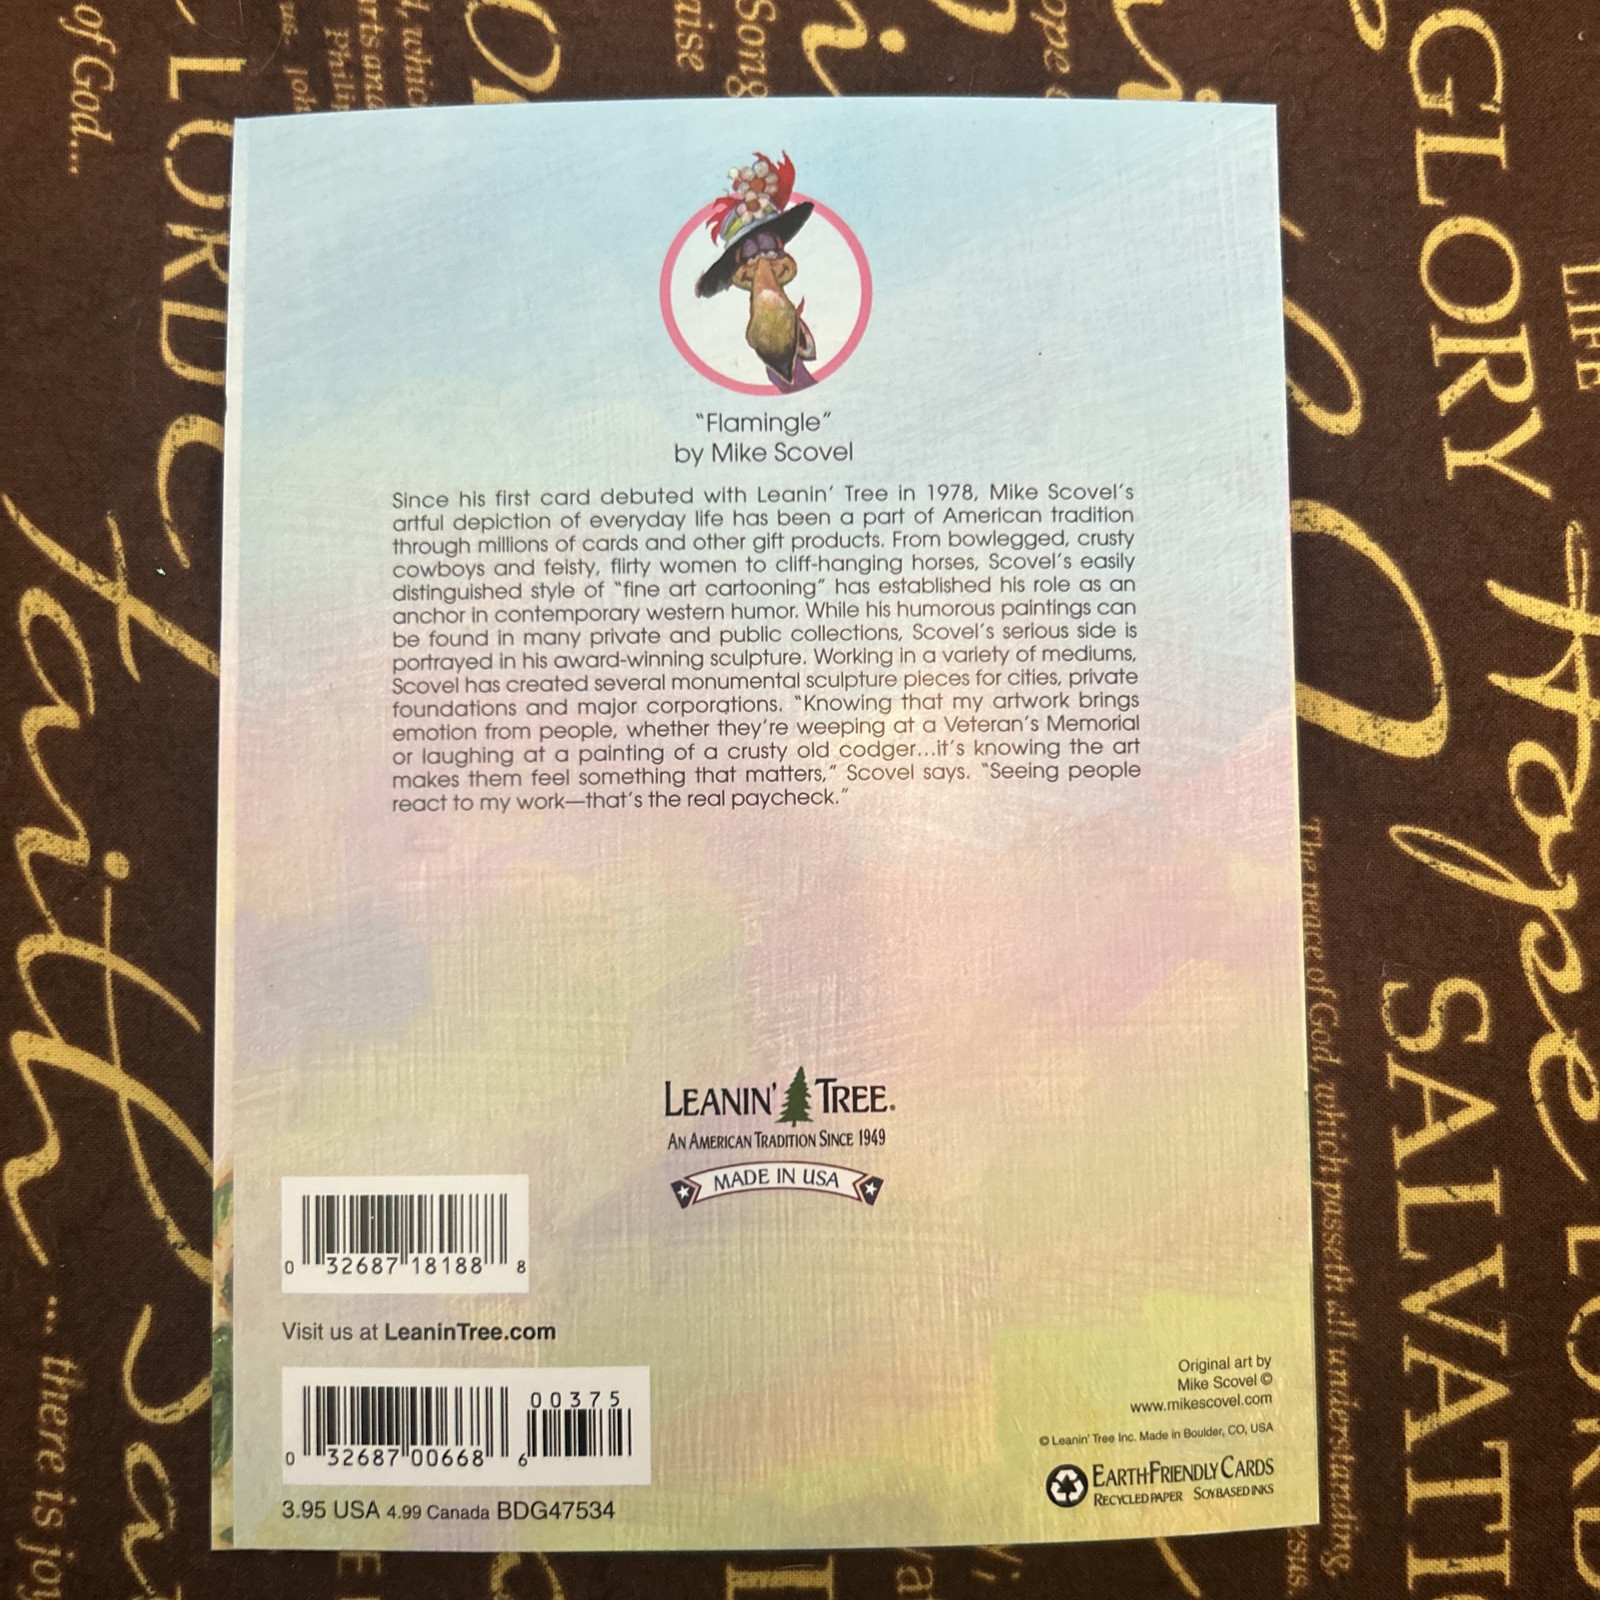 "Flamingle"
by Mike Scovel
Since his first card debuted with Leanin' Tree in 1978, Mike Scovel's
artful depiction of everyday life has been a part of American tradition
through millions of cards and other gift products. From bowlegged, crusty
cowboys and feisty, flirty women to cliff-hanging horses, Scovel's easily
distinguished style of "fine art cartooning" has established his role as an
anchor in contemporary western humor. While his humorous paintings can
be found in many private and public collections, Scovel's serious side is
portrayed in his award-winning sculpture. Working in a variety of mediums,
Scovel has created several monumental sculpture pieces for cities, private
foundations and major corporations. "Knowing that my artwork brings
emotion from people, whether they're weeping at a Veteran's Memorial
or laughing at a painting of a crusty old codger...it's knowing the art
makes them feel something that matters," Scovel says. "Seeing people
react to my work—that's the real paycheck."
LEANIN' TREE.
AN AMERICAN TRADITION SINCE 1949
MADE IN USA
0 32687 18188 8
Visit us at LeaninTree.com
00375
0 32687 00668 6
3.95 USA 4.99 Canada BDG47534
Original art by
Mike Scovel ©
www.mikescovel.com
© Leanin' Tree Inc. Made in Boulder, CO, USA
EARTH-FRIENDLY CARDS
RECYCLED PAPER SOYBASED INKS
of God...
LORD
Faith
... there is joy
Song
GLORY
LIFE
Hope
SALVATI
LORD
The peace of God, which passeth all understanding,